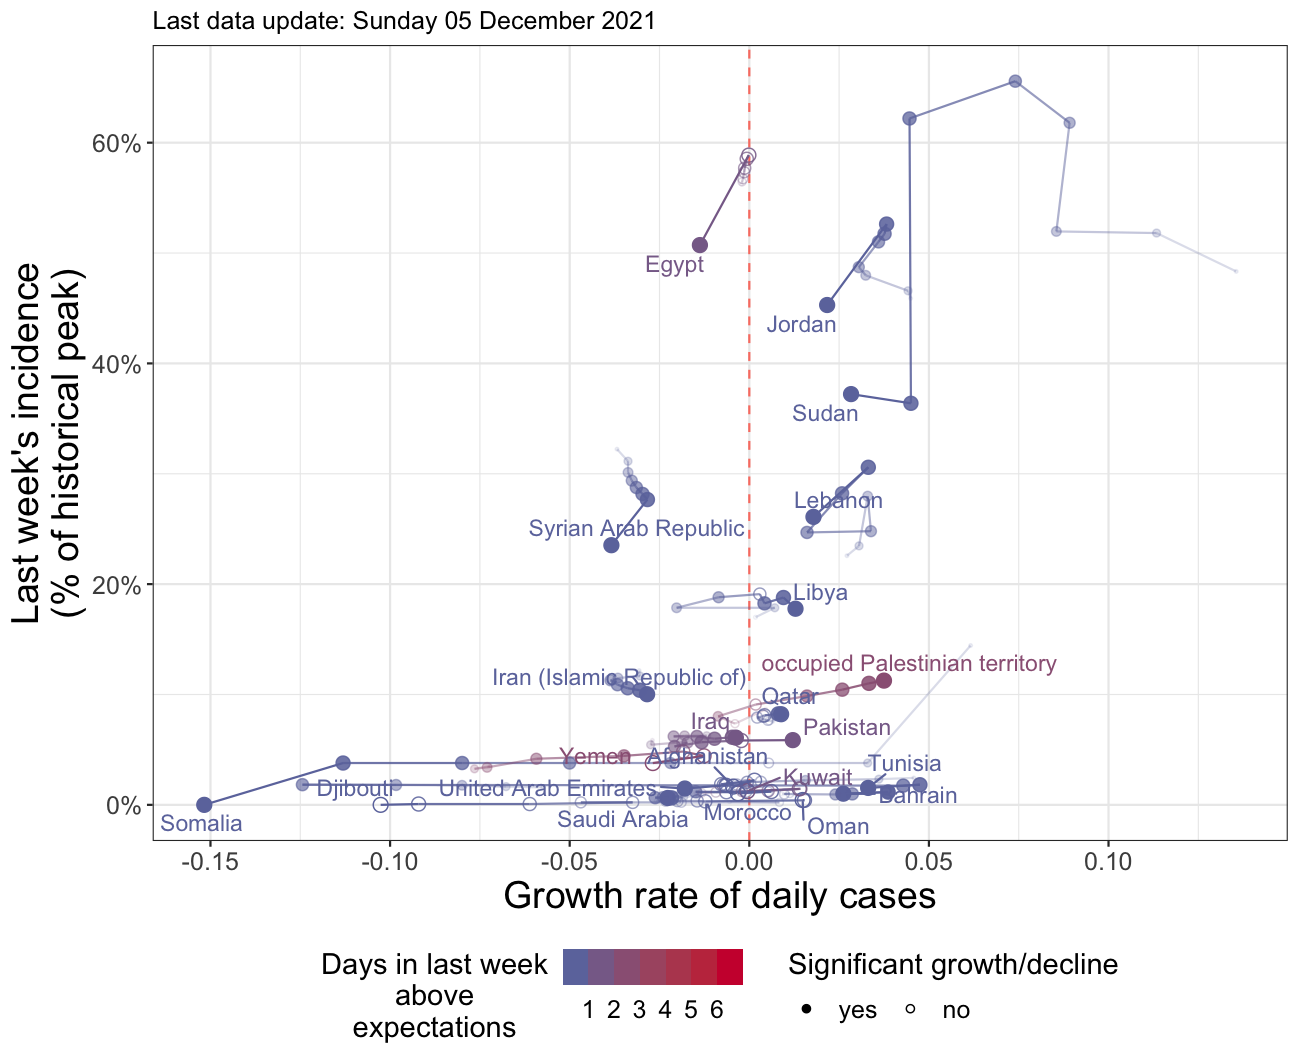 Last data update: Sunday 05 December 2021
Last week's incidence
(% of historical peak)
60%
40%
20%
0%
Egypt
Jordan
Sudan
Lebanon
Syrian Arab Republic
Libya
occupied Palestinian territory
Iran (Islamic Republic of)
Qatar
Iraq
Pakistan
Yemen
Afghanistan
Tunisia
Kuwait
Djibouti
United Arab Emirates
Bahrain
Somalia
Saudi Arabia
Morocco
Oman
-0.15
-0.10
-0.05
0.00
0.05
0.10
Growth rate of daily cases
Days in last week
above
expectations
1 2 3 4 5 6
Significant growth/decline
yes
no